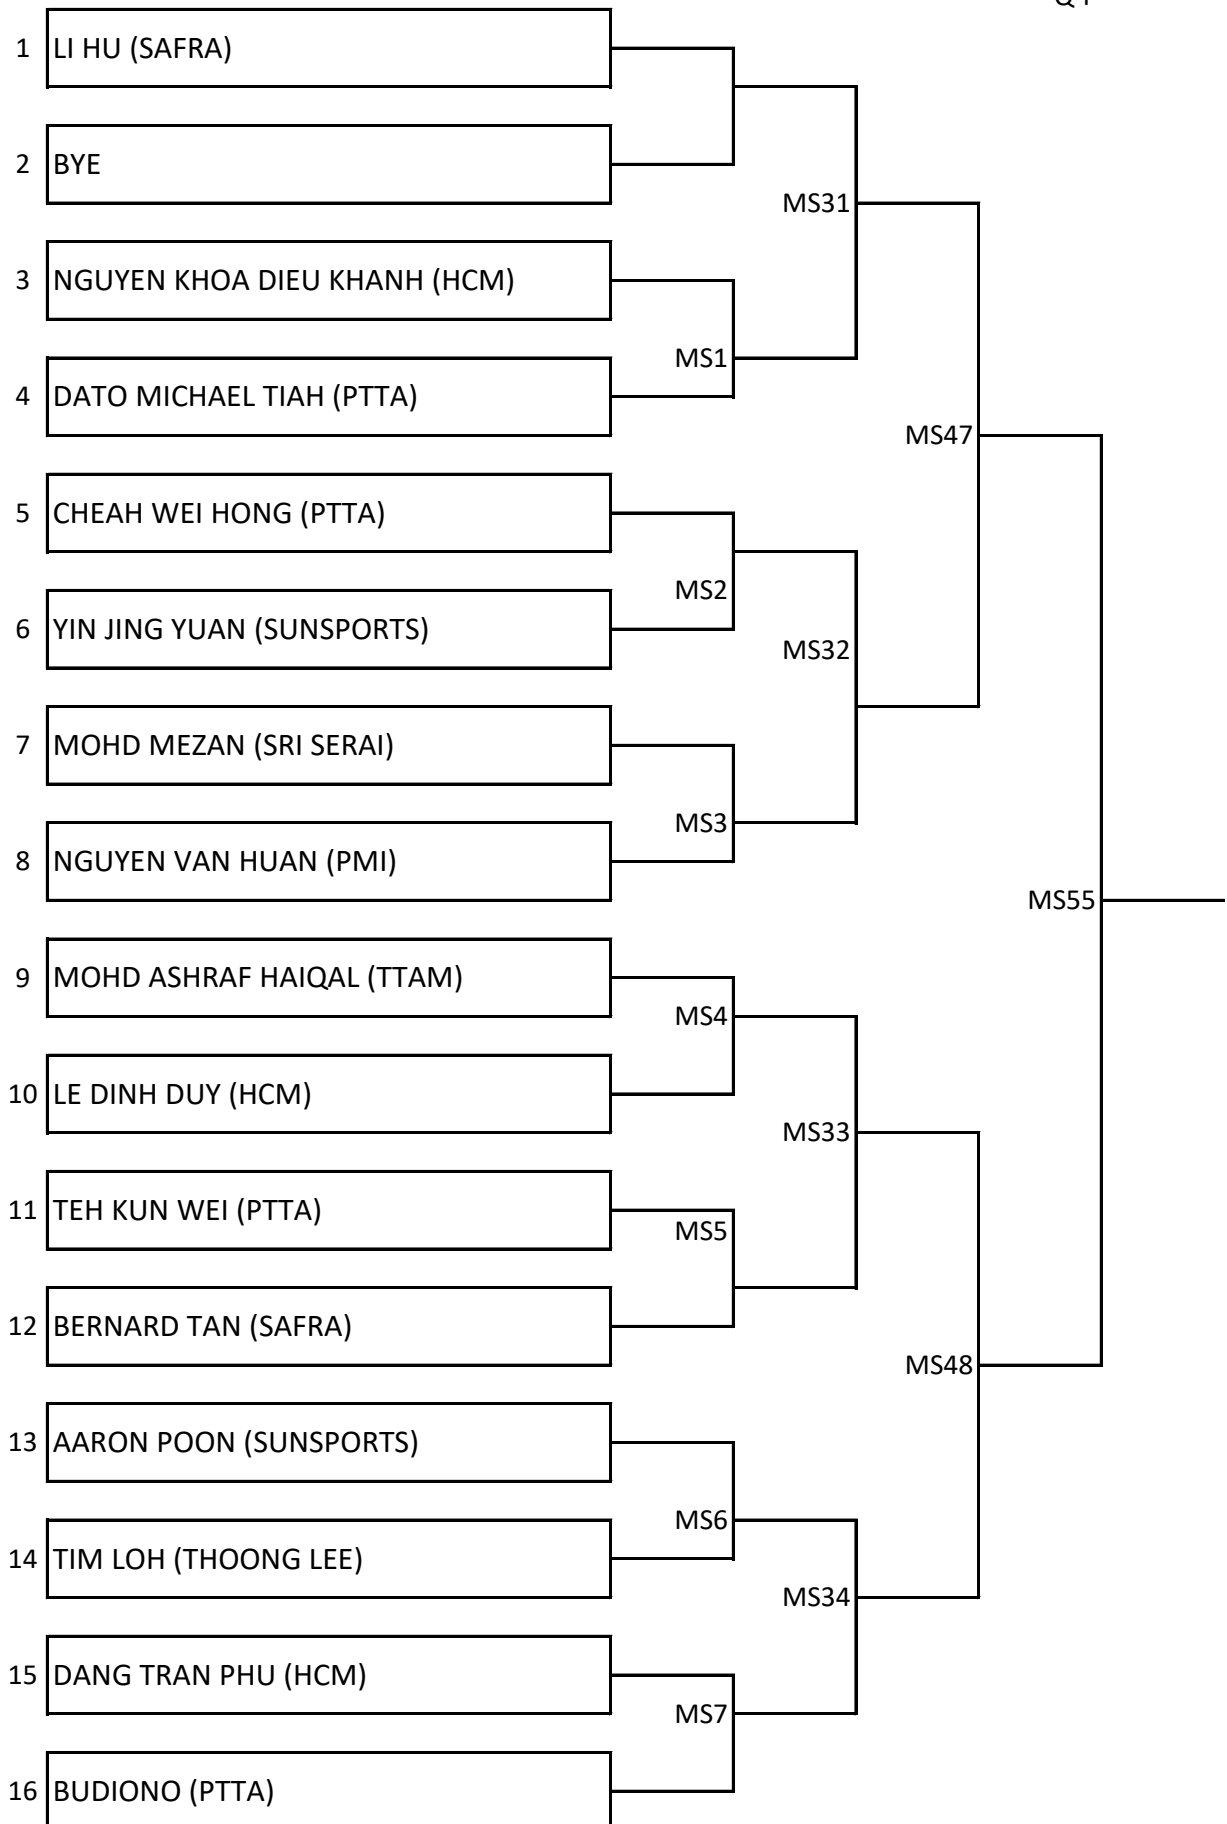 Q4
1 LI HU (SAFRA)
2 BYE
MS31
3 NGUYEN KHOA DIEU KHANH (HCM)
MS1
4 DATO MICHAEL TIAH (PTTA)
MS47
5 CHEAH WEI HONG (PTTA)
MS2
6 YIN JING YUAN (SUNSPORTS)
MS32
7 MOHD MEZAN (SRI SERAI)
MS3
8 NGUYEN VAN HUAN (PMI)
MS55
9 MOHD ASHRAF HAIQAL (TTAM)
MS4
10 LE DINH DUY (HCM)
MS33
11 TEH KUN WEI (PTTA)
MS5
12 BERNARD TAN (SAFRA)
MS48
13 AARON POON (SUNSPORTS)
MS6
14 TIM LOH (THOONG LEE)
MS34
15 DANG TRAN PHU (HCM)
MS7
16 BUDIONO (PTTA)